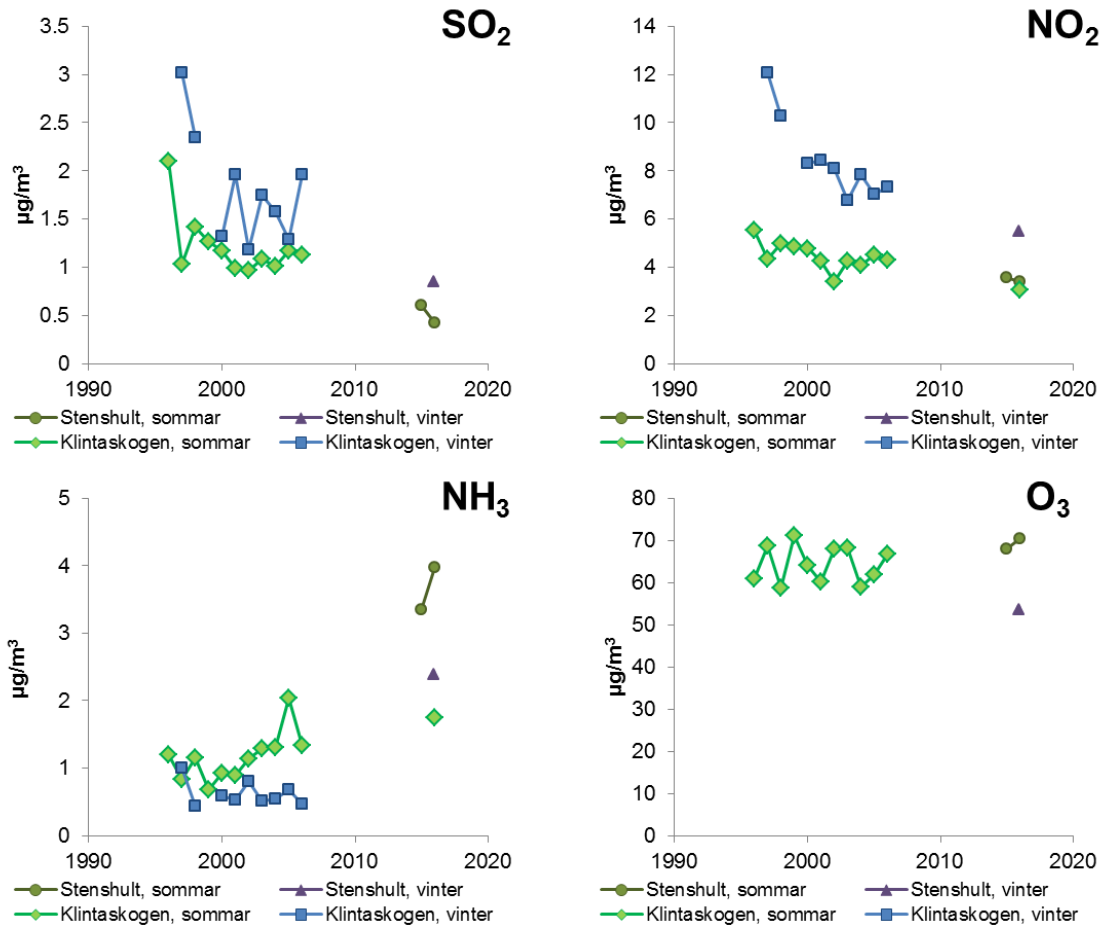 SO₂
3.5
3
2.5
2
1.5
1
0.5
0
µg/m³
1990 2000 2010 2020
Stenshult, sommar Stenshult, vinter
Klintaskogen, sommar Klintaskogen, vinter
NO₂
14
12
10
8
6
4
2
0
µg/m³
1990 2000 2010 2020
Stenshult, sommar Stenshult, vinter
Klintaskogen, sommar Klintaskogen, vinter
NH₃
5
4
3
2
1
0
µg/m³
1990 2000 2010 2020
Stenshult, sommar Stenshult, vinter
Klintaskogen, sommar Klintaskogen, vinter
O₃
80
70
60
50
40
30
20
10
0
µg/m³
1990 2000 2010 2020
Stenshult, sommar Stenshult, vinter
Klintaskogen, sommar Klintaskogen, vinter